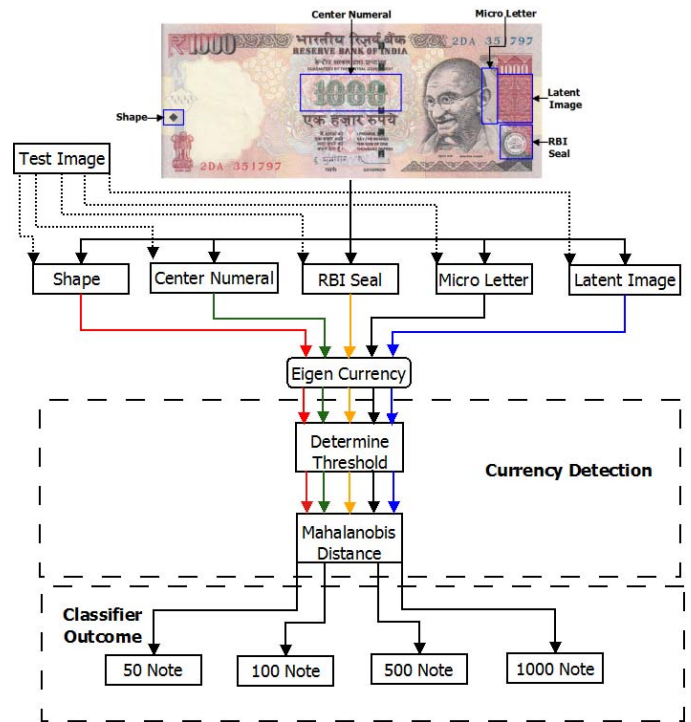 Center Numeral
Micro Letter
₹1000
भारतीय रिज़र्व बैंक
RESERVE BANK OF INDIA
2DA 351797
1000
1000
Latent
Image
Shape
एक हज़ार रुपये
RBI
Seal
2DA 351797
Test Image
Shape
Center Numeral
RBI Seal
Micro Letter
Latent Image
Eigen Currency
Determine
Threshold
Currency Detection
Mahalanobis
Distance
Classifier
Outcome
50 Note
100 Note
500 Note
1000 Note